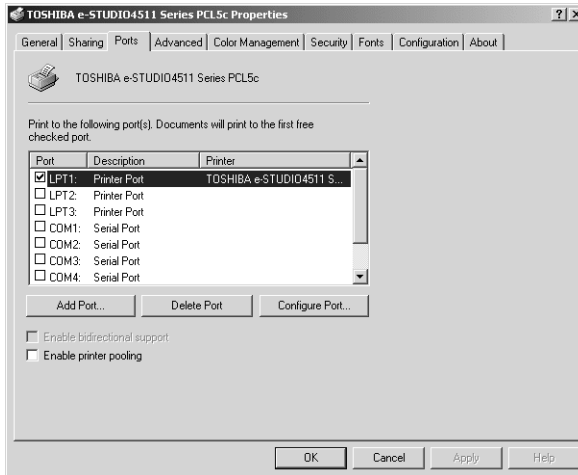 TOSHIBA e-STUDIO4511 Series PCL5c Properties
General Sharing Ports Advanced Color Management Security Fonts Configuration About
TOSHIBA e-STUDIO4511 Series PCL5c
Print to the following port(s). Documents will print to the first free
checked port.
Port Description Printer
LPT1: Printer Port TOSHIBA e-STUDIO4511 S...
LPT2: Printer Port
LPT3: Printer Port
COM1: Serial Port
COM2: Serial Port
COM3: Serial Port
COM4: Serial Port
Add Port... Delete Port Configure Port...
Enable bidirectional support
Enable printer pooling
OK Cancel Apply Help